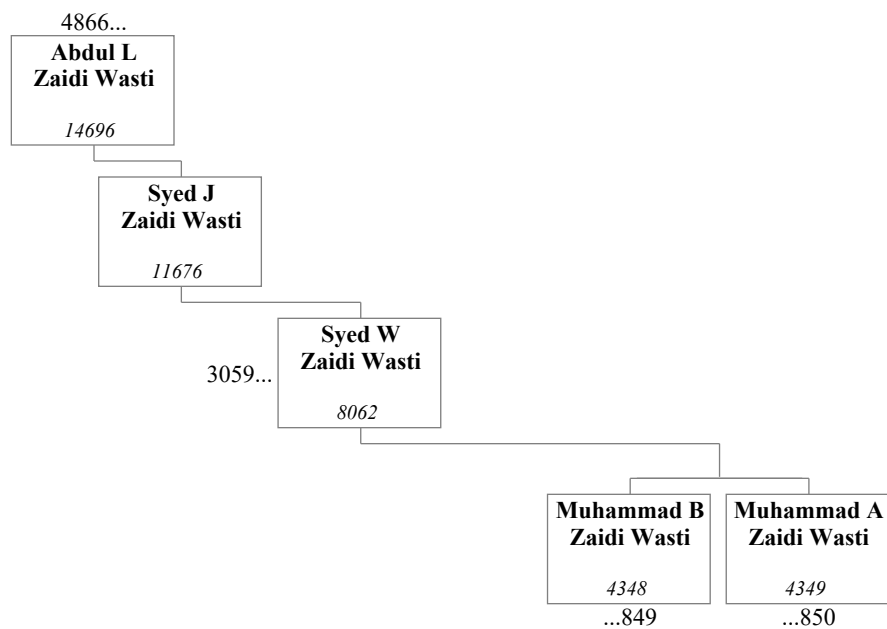 4866...
Abdul L
Zaidi Wasti
14696
Syed J
Zaidi Wasti
11676
Syed W
Zaidi Wasti
3059...
8062
Muhammad B
Zaidi Wasti
4348
...849
Muhammad A
Zaidi Wasti
4349
...850